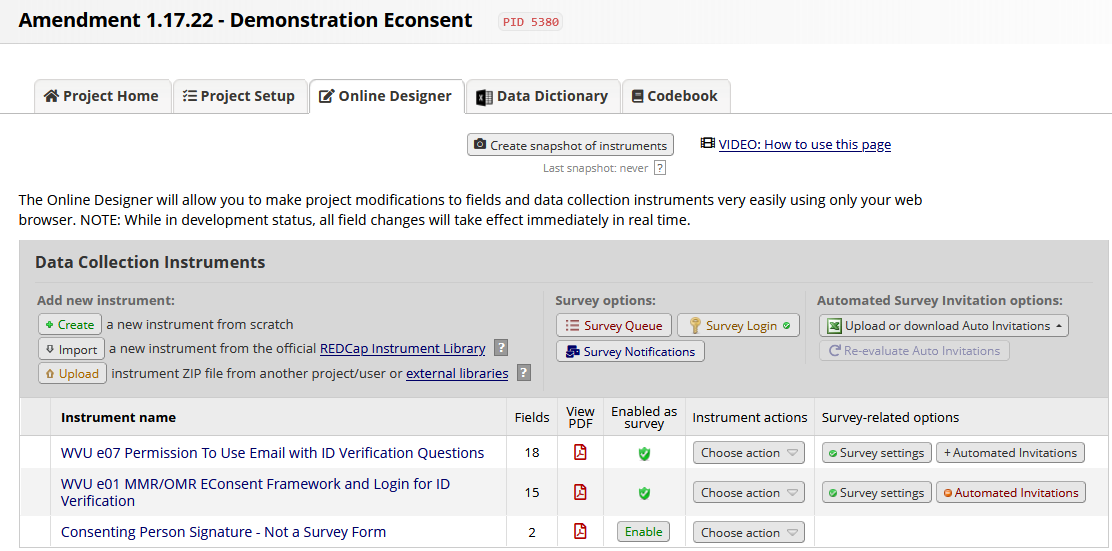 Amendment 1.17.22 - Demonstration Econsent PID 5380
Project Home Project Setup Online Designer Data Dictionary Codebook
Create snapshot of instruments VIDEO: How to use this page
Last snapshot: never ?
The Online Designer will allow you to make project modifications to fields and data collection instruments very easily using only your web
browser. NOTE: While in development status, all field changes will take effect immediately in real time.
Data Collection Instruments
Add new instrument:
Create a new instrument from scratch
Import a new instrument from the official REDCap Instrument Library ?
Upload instrument ZIP file from another project/user or external libraries ?
Survey options:
Survey Queue Survey Login
Survey Notifications
Automated Survey Invitation options:
Upload or download Auto Invitations
Re-evaluate Auto Invitations
Instrument name Fields View PDF Enabled as survey Instrument actions Survey-related options
WVU e07 Permission To Use Email with ID Verification Questions 18 Choose action Survey settings + Automated Invitations
WVU e01 MMR/OMR EConsent Framework and Login for ID
Verification 15 Choose action Survey settings Automated Invitations
Consenting Person Signature - Not a Survey Form 2 Enable Choose action